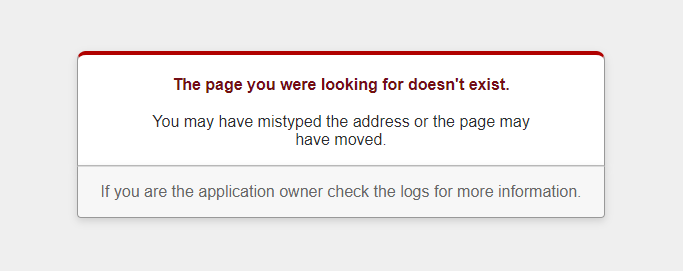 The page you were looking for doesn't exist.
You may have mistyped the address or the page may
have moved.
If you are the application owner check the logs for more information.